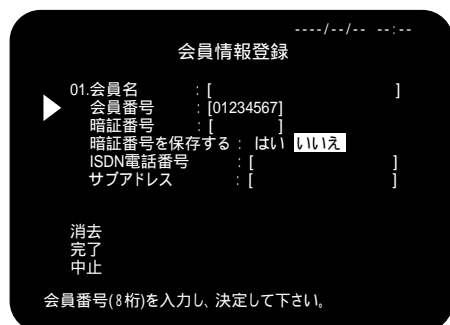 ----/--/-- --:--
会員情報登録
01.会員名 : [ ]
会員番号 : [01234567]
暗証番号 : [ ]
暗証番号を保存する : はい いいえ
ISDN電話番号 : [ ]
サブアドレス : [ ]
消去
完了
中止
会員番号(8桁)を入力し、決定して下さい。